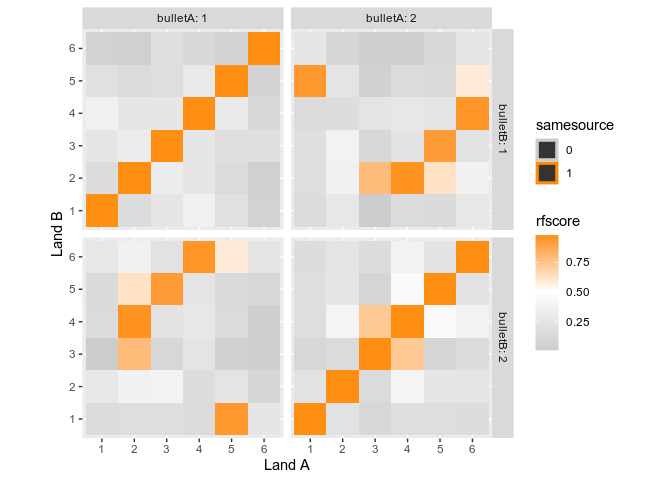 bulletA: 1
bulletA: 2
6
5
4
3
2
1
bulletB: 1
6
5
4
3
2
1
bulletB: 2
Land B
1 2 3 4 5 6
1 2 3 4 5 6
Land A
samesource
0
1
rfscore
0.75
0.50
0.25